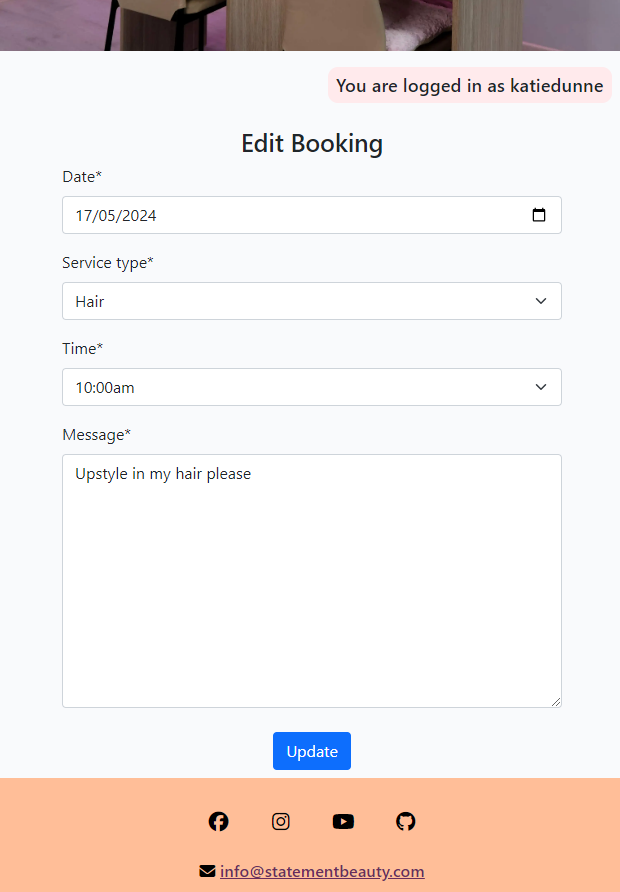 You are logged in as katiedunne
Edit Booking
Date*
17/05/2024
Service type*
Hair
Time*
10:00am
Message*
Upstyle in my hair please
Update
info@statementbeauty.com